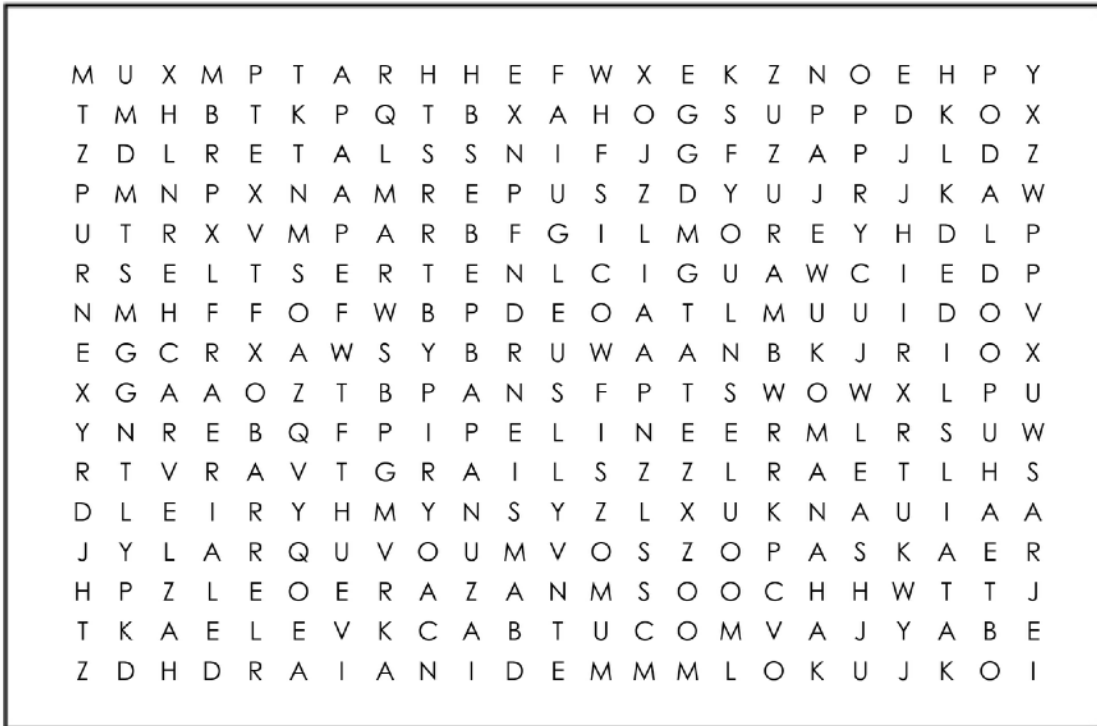 M U X M P T A R H H E F W X E K Z N O E H P Y
T M H B T K P Q T B X A H O G S U P P D K O X
Z D L R E T A L S S N I F J G F Z A P J L D Z
P M N P X N A M R E P U S Z D Y U J R J K A W
U T R X V M P A R B F G I L M O R E Y H D L P
R S E L T S E R T E N L C I G U A W C I E D P
N M H F F O F W B P D E O A T L M U U I D O V
E G C R X A W S Y B R U W A A N B K J R I O X
X G A A O Z T B P A N S F P T S W O W X L P U
Y N R E B Q F P I P E L I N E E R M L R S U W
R T V R A V T G R A I L S Z Z L R A E T L H S
D L E I R Y H M Y N S Y Z L X U K N A U I A A
J Y L A R Q U V O U M V O S Z O P A S K A E R
H P Z L E O E R A Z A N M S O O C H H W T T J
T K A E L E V K C A B T U C O M V A J Y A B E
Z D H D R A I A N I D E M M M L O K U J K O I